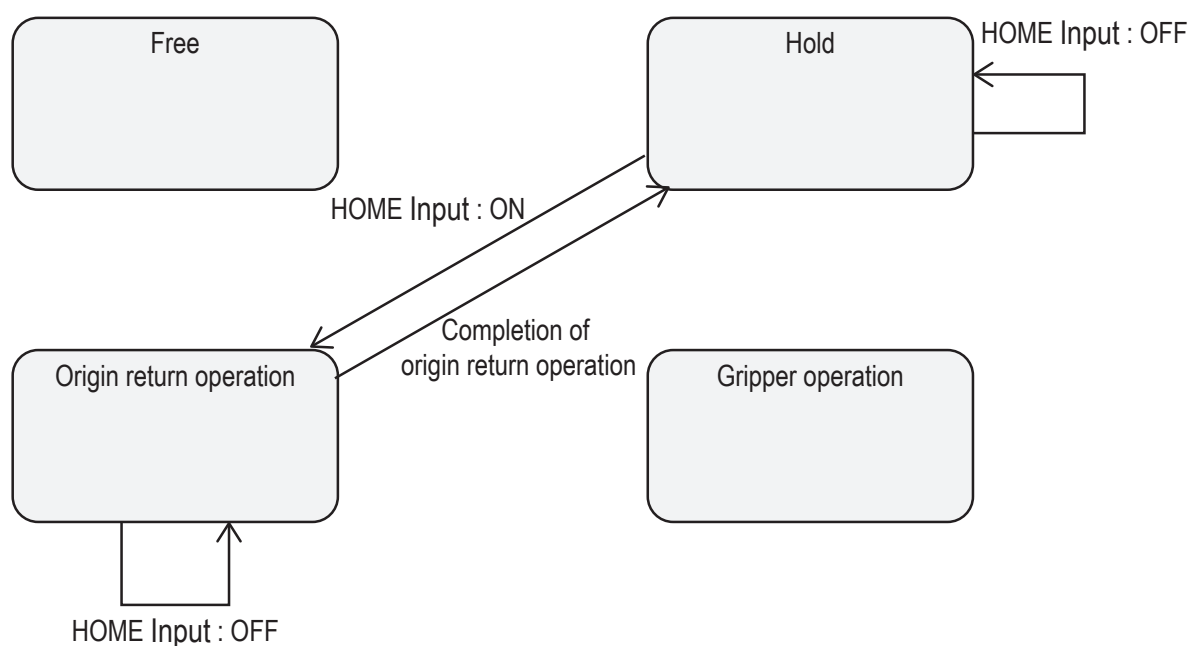 Free
Hold
HOME Input : OFF
HOME Input : ON
Completion of
origin return operation
Origin return operation
Gripper operation
HOME Input : OFF